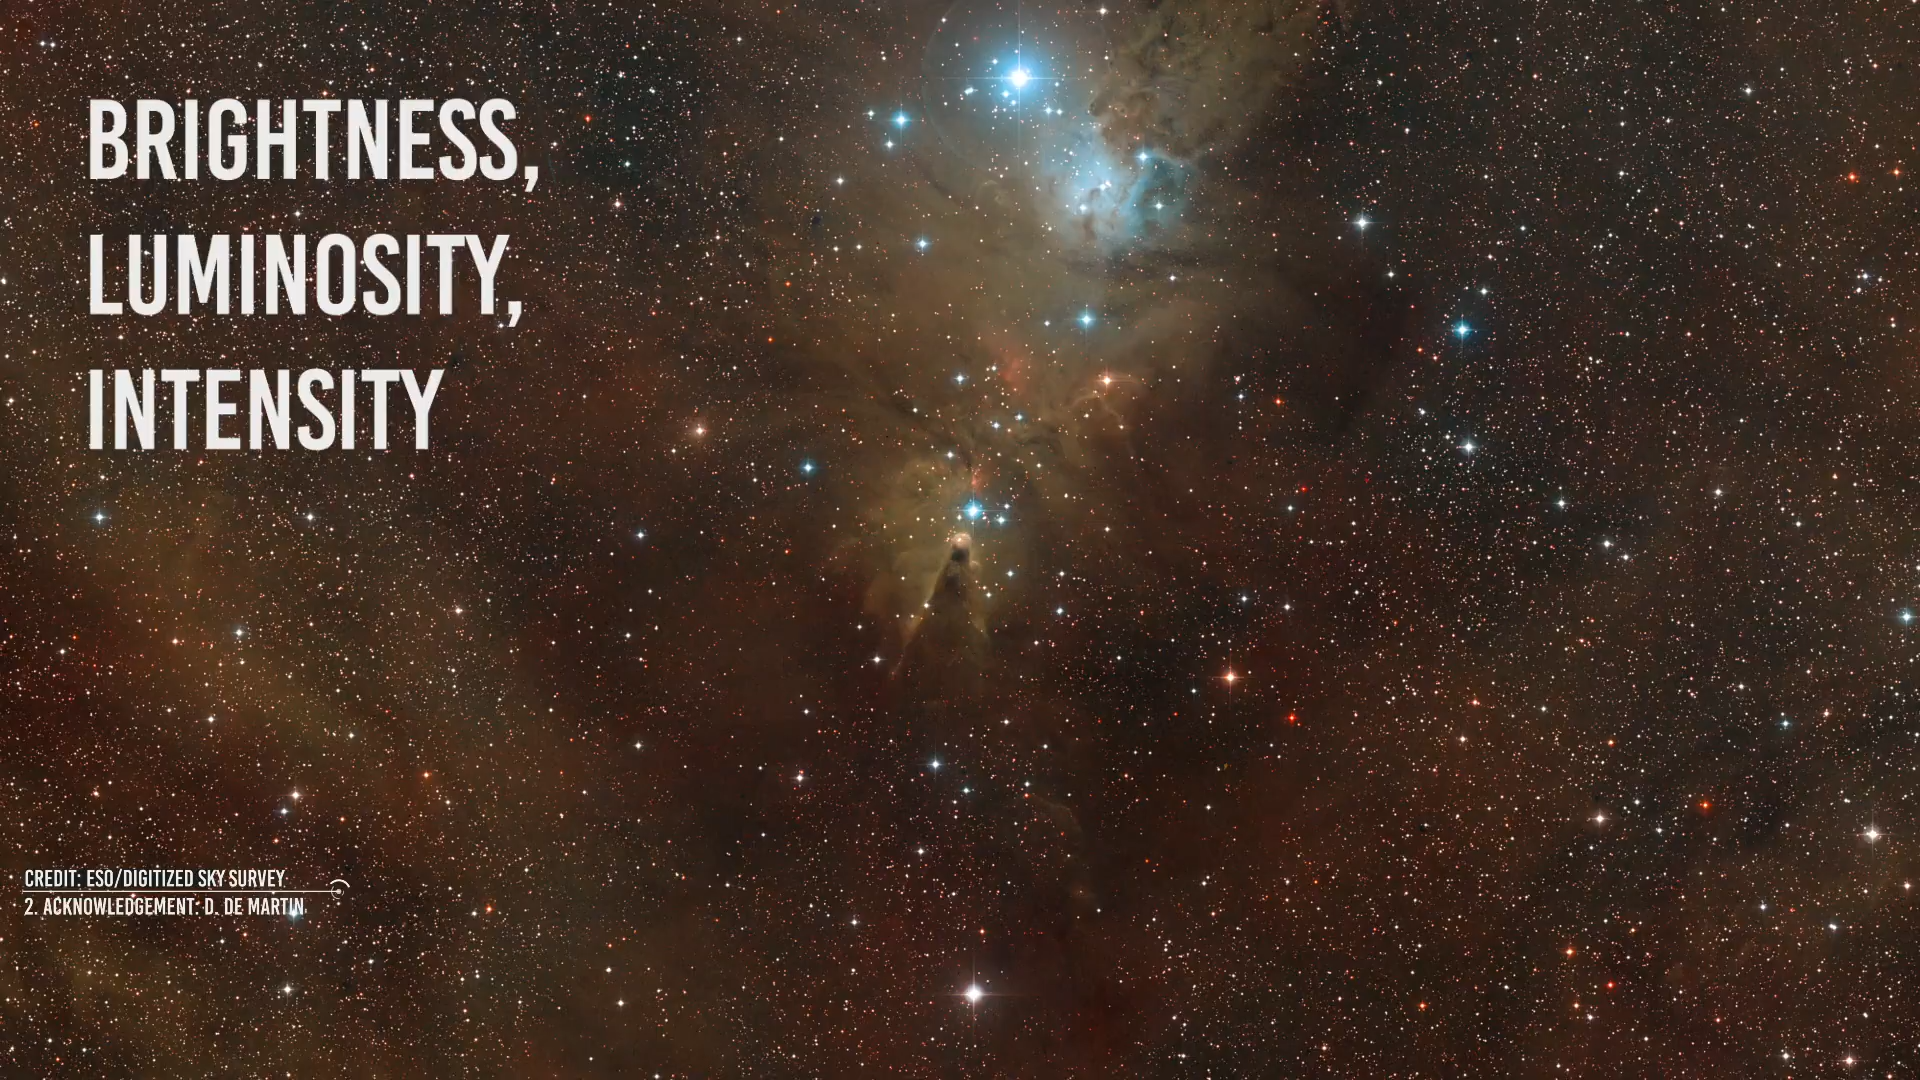 BRIGHTNESS,
LUMINOSITY,
INTENSITY
CREDIT: ESO/DIGITIZED SKY SURVEY
2. ACKNOWLEDGEMENT: D. DE MARTIN